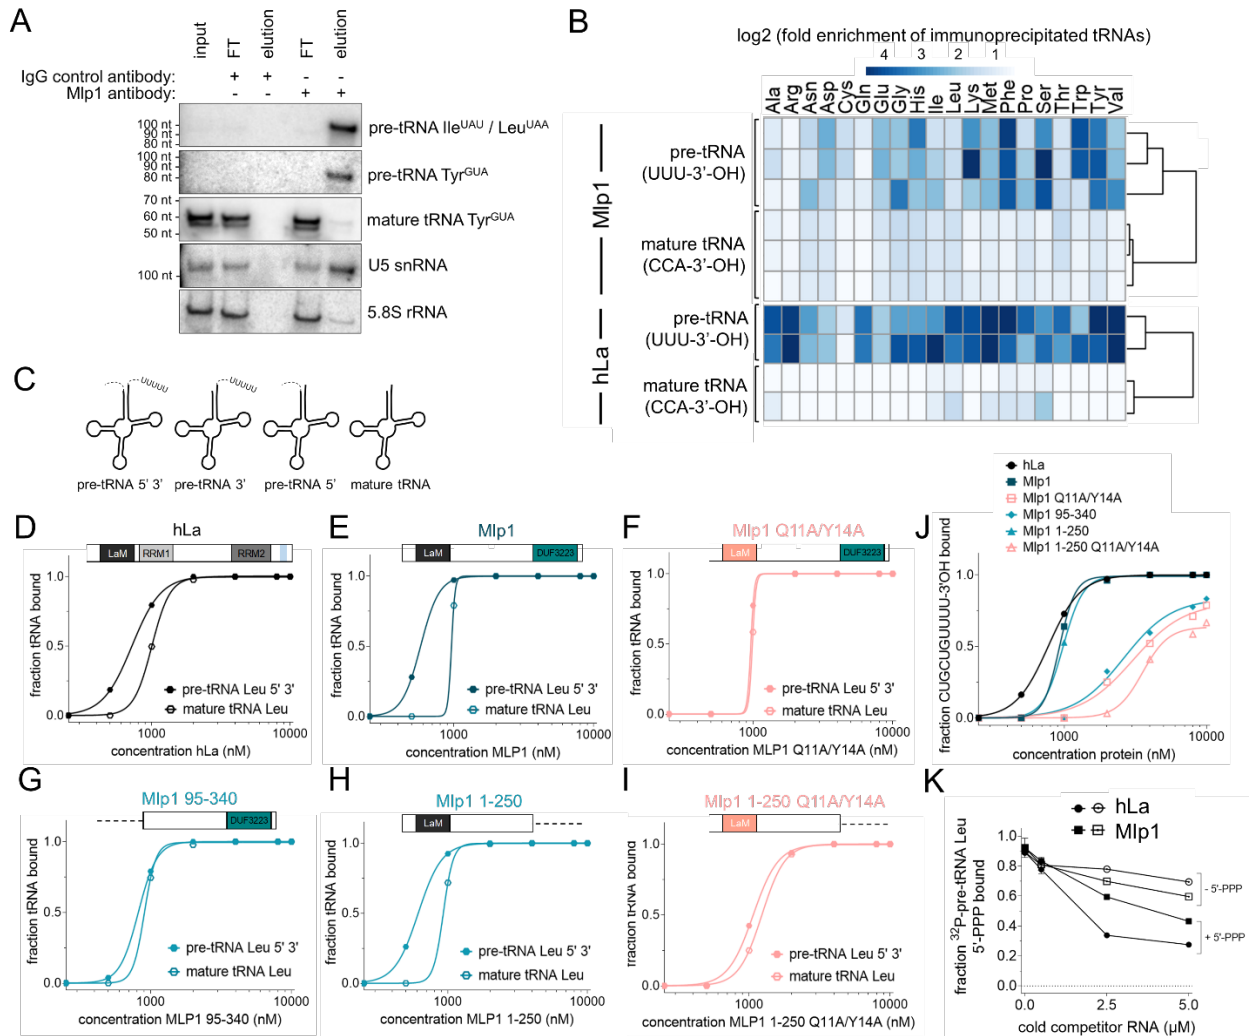 A
input
FT
elution
FT
elution
IgG control antibody: - + + - -
Mlp1 antibody: - - - + +
100 nt
90 nt
80 nt
pre-tRNA Ile^UAU / Leu^UAA
100 nt
90 nt
80 nt
pre-tRNA Tyr^GUA
70 nt
60 nt
50 nt
mature tRNA Tyr^GUA
100 nt
U5 snRNA
5.8S rRNA
B
log2 (fold enrichment of immunoprecipitated tRNAs)
4 3 2 1
Ala Arg Asn Asp Cys Gln Glu Gly His Ile Leu Lys Met Phe Pro Ser Thr Trp Tyr Val
Mlp1
pre-tRNA
(UUU-3'-OH)
mature tRNA
(CCA-3'-OH)
hLa
pre-tRNA
(UUU-3'-OH)
mature tRNA
(CCA-3'-OH)
C
UUUUU
UUUUU
pre-tRNA 5' 3'
pre-tRNA 3'
pre-tRNA 5'
mature tRNA
D
hLa
LaM RRM1 RRM2
fraction tRNA bound
1.0
0.5
0.0
pre-tRNA Leu 5' 3'
mature tRNA Leu
1000 10000
concentration hLa (nM)
E
Mlp1
LaM DUF3223
fraction tRNA bound
1.0
0.5
0.0
pre-tRNA Leu 5' 3'
mature tRNA Leu
1000 10000
concentration MLP1 (nM)
F
Mlp1 Q11A/Y14A
LaM DUF3223
fraction tRNA bound
1.0
0.5
0.0
pre-tRNA Leu 5' 3'
mature tRNA Leu
1000 10000
concentration MLP1 Q11A/Y14A (nM)
J
hLa
Mlp1
Mlp1 Q11A/Y14A
Mlp1 95-340
Mlp1 1-250
Mlp1 1-250 Q11A/Y14A
fraction CUGCUGUUUU-3'OH bound
1.0
0.5
0.0
1000 10000
concentration protein (nM)
G
Mlp1 95-340
DUF3223
fraction tRNA bound
1.0
0.5
0.0
pre-tRNA Leu 5' 3'
mature tRNA Leu
1000 10000
concentration MLP1 95-340 (nM)
H
Mlp1 1-250
LaM
fraction tRNA bound
1.0
0.5
0.0
pre-tRNA Leu 5' 3'
mature tRNA Leu
1000 10000
concentration MLP1 1-250 (nM)
I
Mlp1 1-250 Q11A/Y14A
LaM
fraction tRNA bound
1.0
0.5
0.0
pre-tRNA Leu 5' 3'
mature tRNA Leu
1000 10000
concentration MLP1 1-250 Q11A/Y14A (nM)
K
hLa
Mlp1
fraction ³²P-pre-tRNA Leu
5'-PPP bound
1.0
0.8
0.6
0.4
0.2
0.0
- 5'-PPP
+ 5'-PPP
0.0 2.5 5.0
cold competitor RNA (µM)